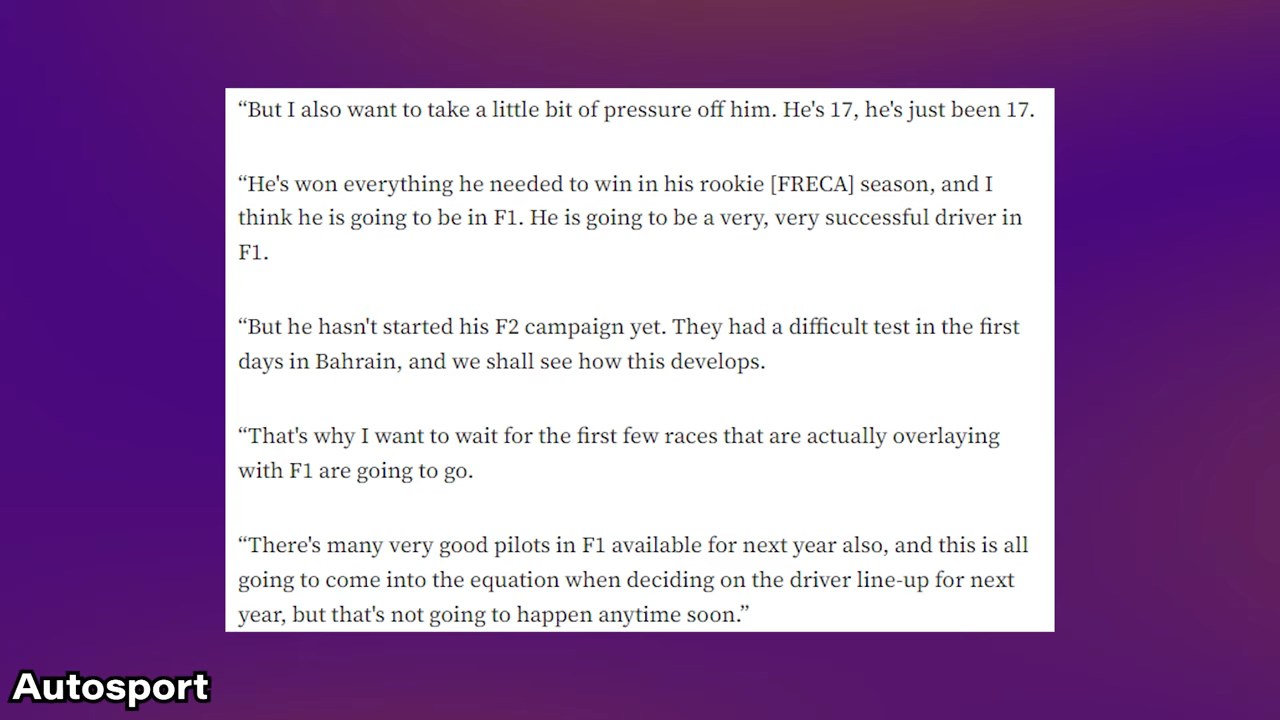 “But I also want to take a little bit of pressure off him. He's 17, he's just been 17.
“He's won everything he needed to win in his rookie [FRECA] season, and I
think he is going to be in F1. He is going to be a very, very successful driver in
F1.
“But he hasn't started his F2 campaign yet. They had a difficult test in the first
days in Bahrain, and we shall see how this develops.
“That's why I want to wait for the first few races that are actually overlaying
with F1 are going to go.
“There's many very good pilots in F1 available for next year also, and this is all
going to come into the equation when deciding on the driver line-up for next
year, but that's not going to happen anytime soon.”
Autosport